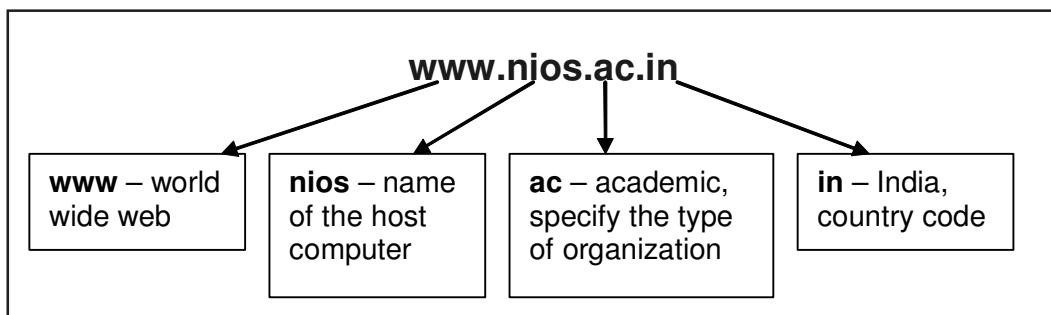 www.nios.ac.in
www – world
wide web
nios – name
of the host
computer
ac – academic,
specify the type
of organization
in – India,
country code